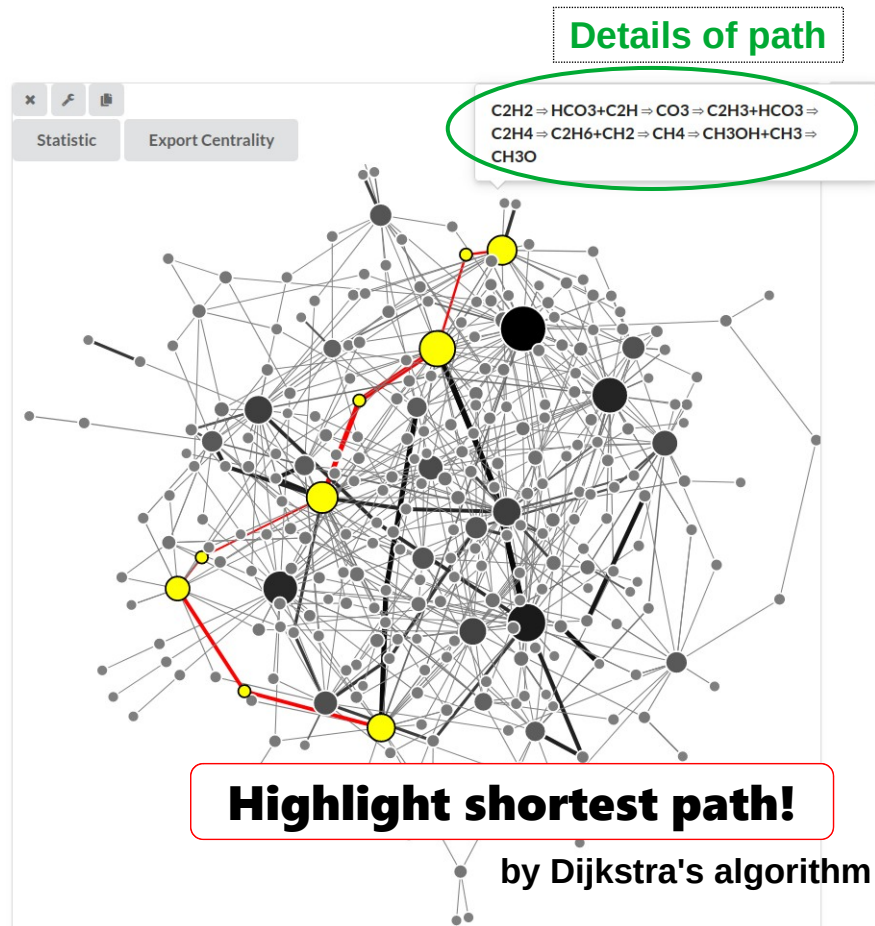 Details of path
C2H2⇒HCO3+C2H⇒CO3⇒C2H3+HCO3⇒
C2H4⇒C2H6+CH2⇒CH4⇒CH3OH+CH3⇒
CH3O
Statistic
Export Centrality
Highlight shortest path!
by Dijkstra's algorithm